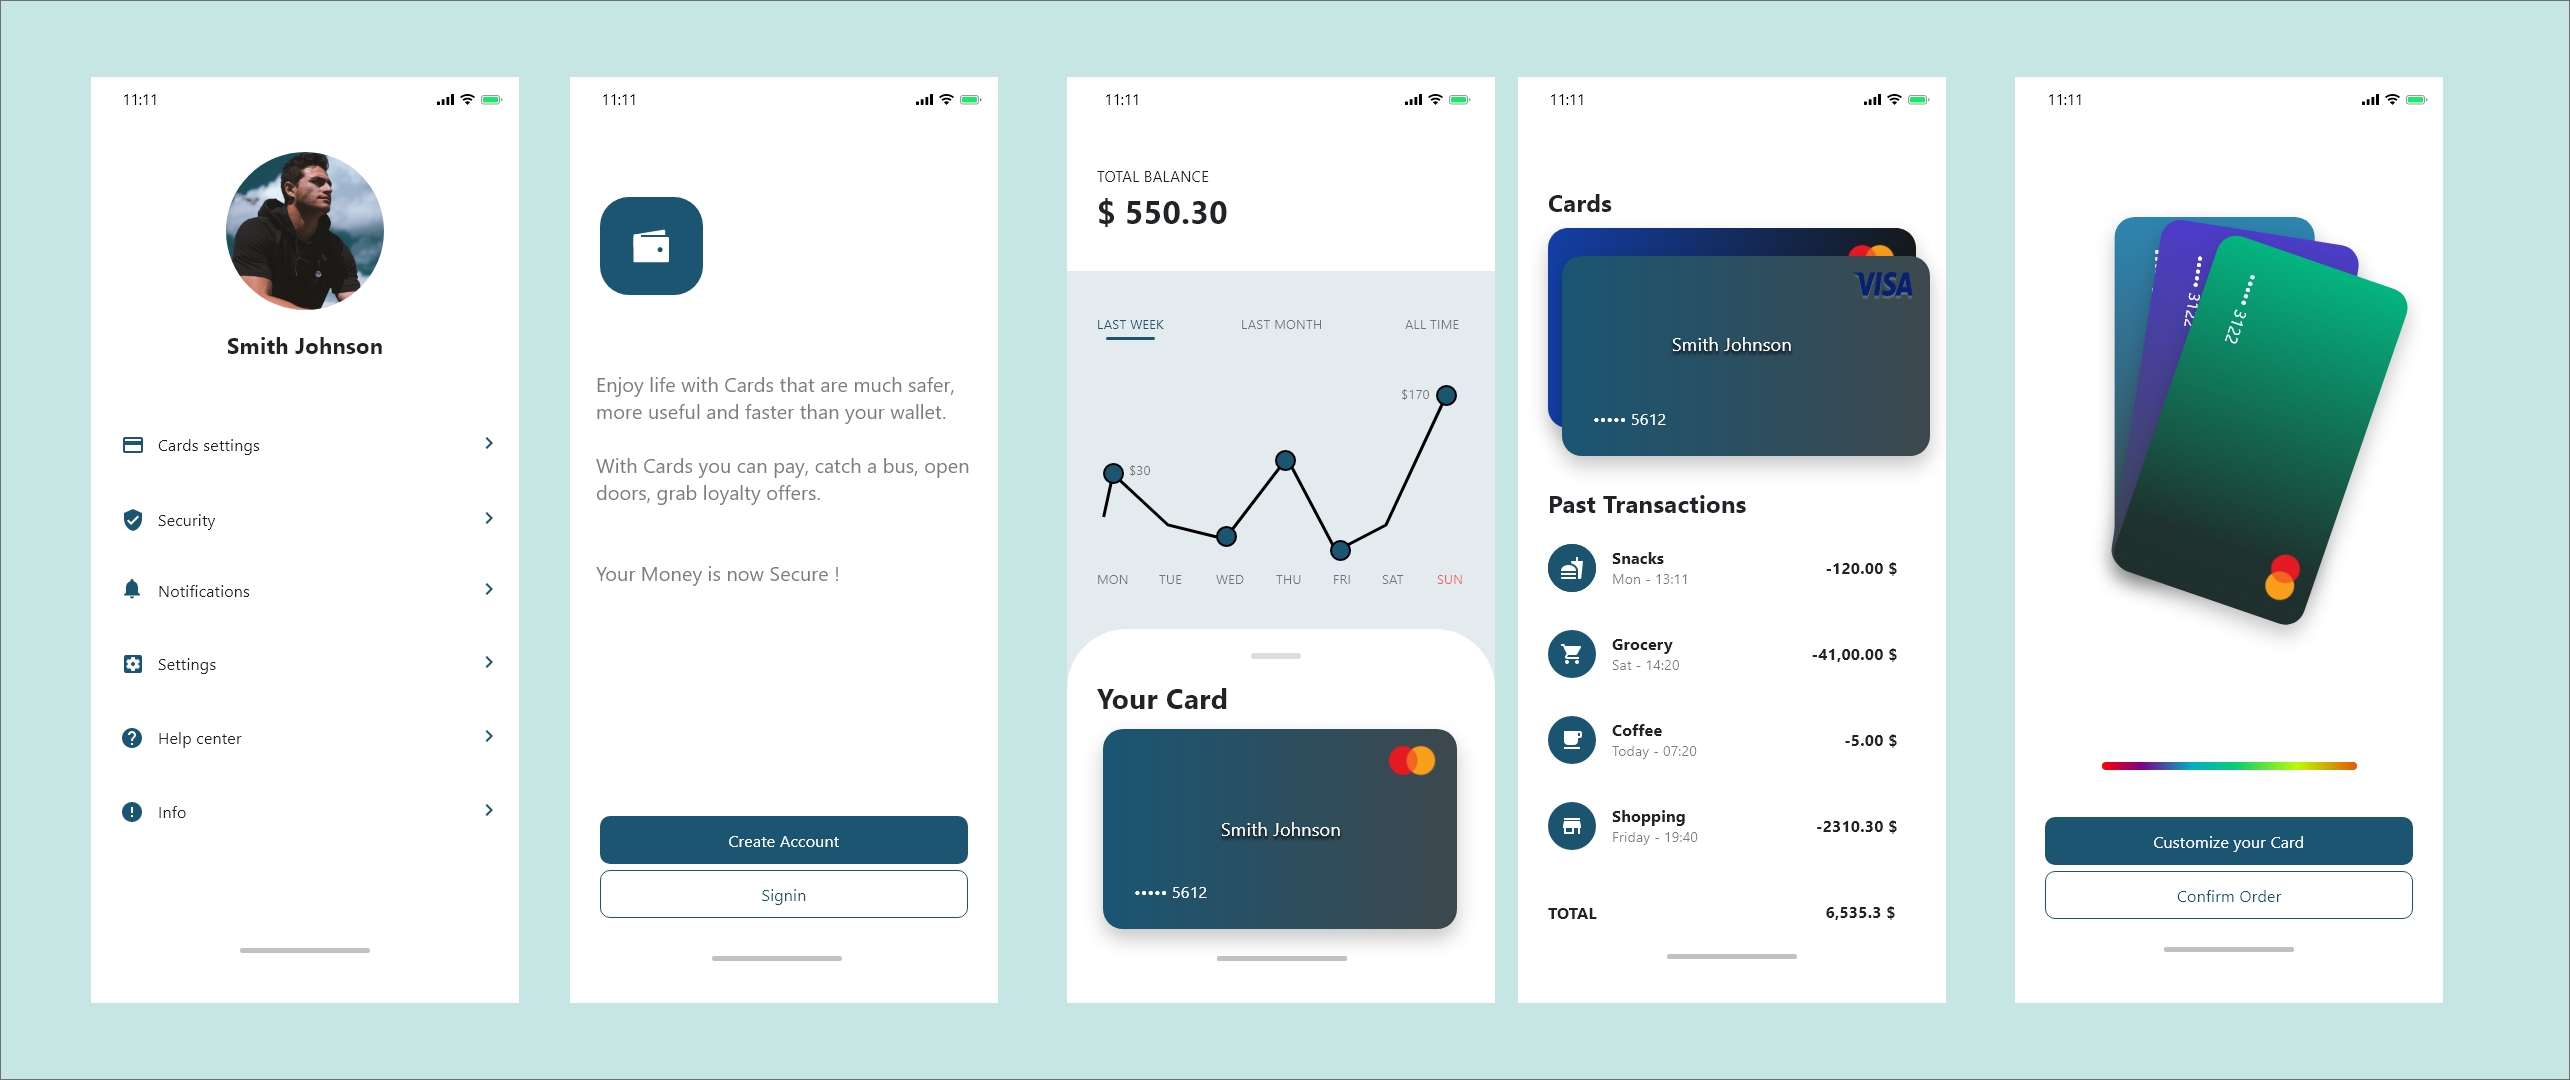 11:11
Smith Johnson
Cards settings
Security
Notifications
Settings
Help center
Info
11:11
Enjoy life with Cards that are much safer,
more useful and faster than your wallet.
With Cards you can pay, catch a bus, open
doors, grab loyalty offers.
Your Money is now Secure !
Create Account
Signin
11:11
TOTAL BALANCE
$ 550.30
LAST WEEK LAST MONTH ALL TIME
$170
$30
MON TUE WED THU FRI SAT SUN
Your Card
Smith Johnson
••••• 5612
11:11
Cards
VISA
Smith Johnson
••••• 5612
Past Transactions
Snacks
Mon - 13:11
-120.00 $
Grocery
Sat - 14:20
-41,00.00 $
Coffee
Today - 07:20
-5.00 $
Shopping
Friday - 19:40
-2310.30 $
TOTAL 6,535.3 $
11:11
••••• 3122
••••• 3122
Customize your Card
Confirm Order